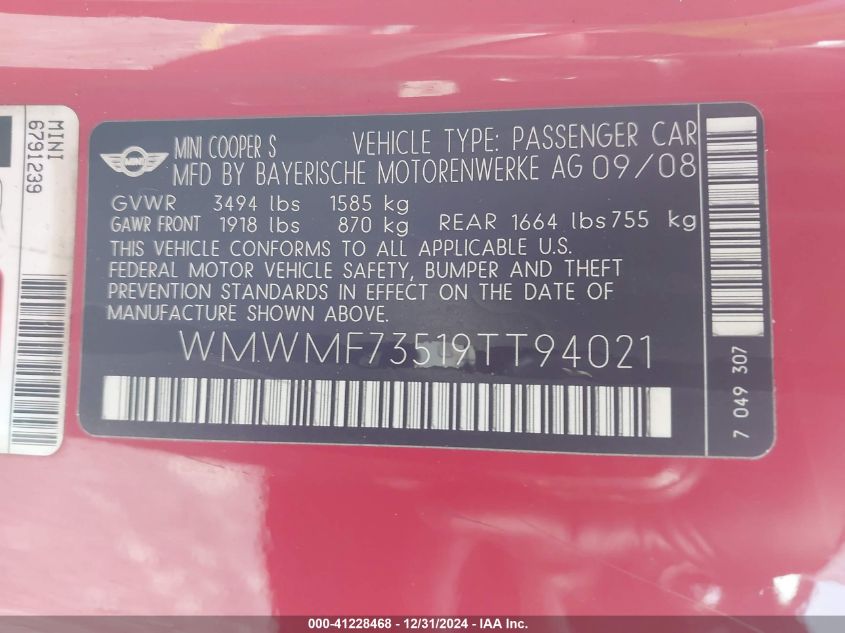 MINI
6791239
MINI
MINI COOPER S VEHICLE TYPE: PASSENGER CAR
MFD BY BAYERISCHE MOTORENWERKE AG 09/08
GVWR 3494 lbs 1585 kg
GAWR FRONT 1918 lbs 870 kg REAR 1664 lbs 755 kg
THIS VEHICLE CONFORMS TO ALL APPLICABLE U.S.
FEDERAL MOTOR VEHICLE SAFETY, BUMPER AND THEFT
PREVENTION STANDARDS IN EFFECT ON THE DATE OF
MANUFACTURE SHOWN ABOVE.
WMWMF73519TT94021
7 049 307
000-41228468 - 12/31/2024 - IAA Inc.